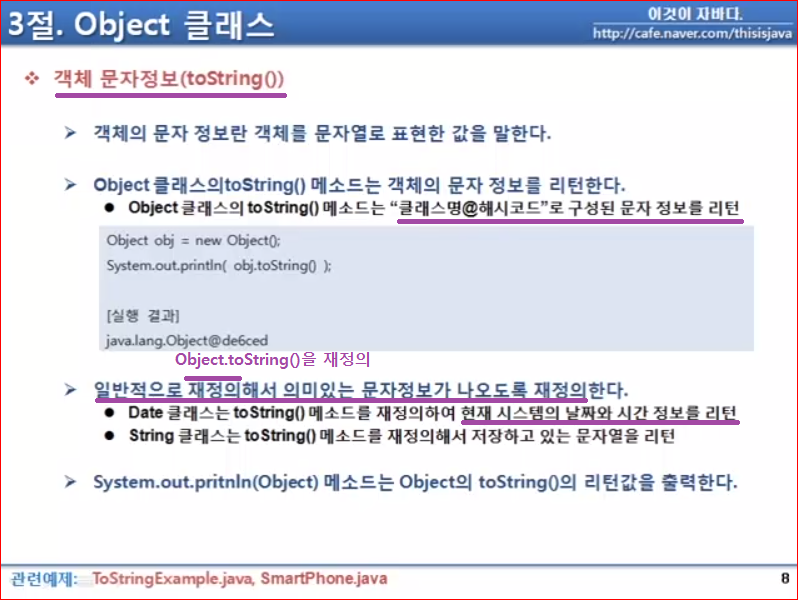 3절. Object 클래스
이것이 자바다.
http://cafe.naver.com/thisisjava
❖ 객체 문자정보(toString())
➢ 객체의 문자 정보란 객체를 문자열로 표현한 값을 말한다.
➢ Object 클래스의toString() 메소드는 객체의 문자 정보를 리턴한다.
● Object 클래스의 toString() 메소드는 “클래스명@해시코드”로 구성된 문자 정보를 리턴
Object obj = new Object();
System.out.println( obj.toString() );
[실행 결과]
java.lang.Object@de6ced
Object.toString()을 재정의
➢ 일반적으로 재정의해서 의미있는 문자정보가 나오도록 재정의한다.
● Date 클래스는 toString() 메소드를 재정의하여 현재 시스템의 날짜와 시간 정보를 리턴
● String 클래스는 toString() 메소드를 재정의해서 저장하고 있는 문자열을 리턴
➢ System.out.pritnln(Object) 메소드는 Object의 toString()의 리턴값을 출력한다.
관련예제: ToStringExample.java, SmartPhone.java
8